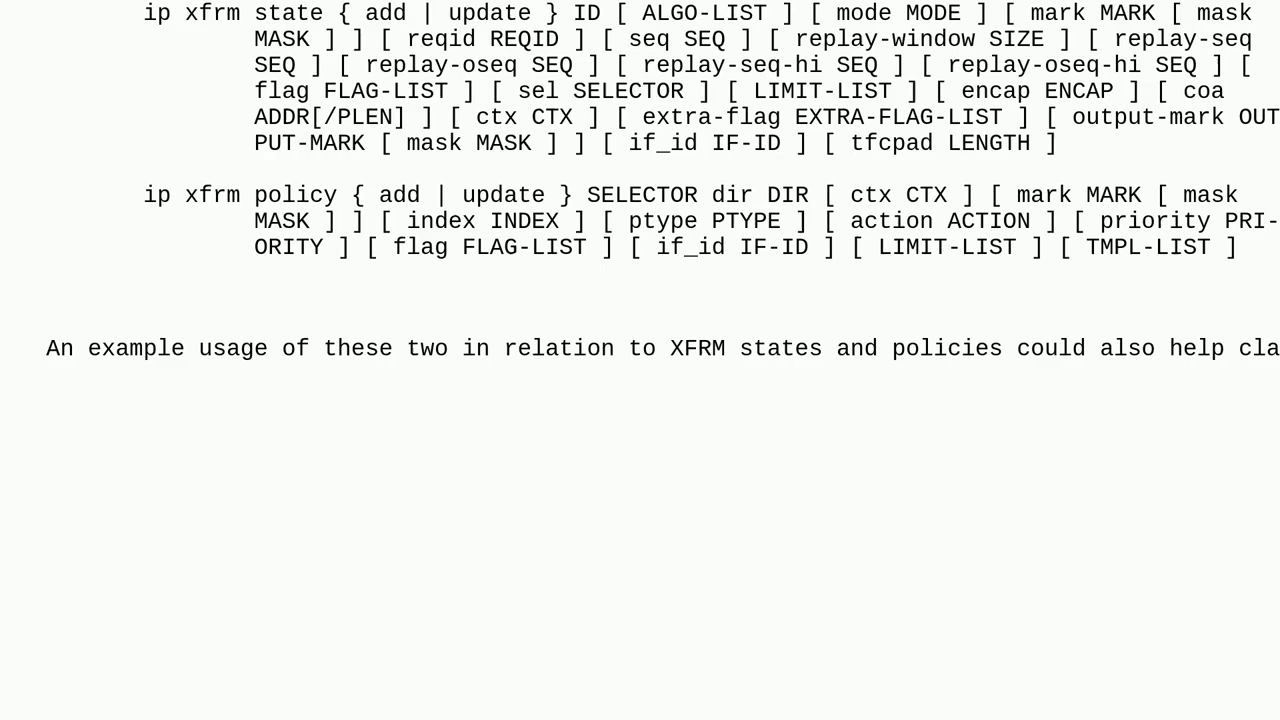 ip xfrm state { add | update } ID [ ALGO-LIST ] [ mode MODE ] [ mark MARK [ mask
MASK ] ] [ reqid REQID ] [ seq SEQ ] [ replay-window SIZE ] [ replay-seq
SEQ ] [ replay-oseq SEQ ] [ replay-seq-hi SEQ ] [ replay-oseq-hi SEQ ] [
flag FLAG-LIST ] [ sel SELECTOR ] [ LIMIT-LIST ] [ encap ENCAP ] [ coa
ADDR[/PLEN] ] [ ctx CTX ] [ extra-flag EXTRA-FLAG-LIST ] [ output-mark OUT
PUT-MARK [ mask MASK ] ] [ if_id IF-ID ] [ tfcpad LENGTH ]
ip xfrm policy { add | update } SELECTOR dir DIR [ ctx CTX ] [ mark MARK [ mask
MASK ] ] [ index INDEX ] [ ptype PTYPE ] [ action ACTION ] [ priority PRI-
ORITY ] [ flag FLAG-LIST ] [ if_id IF-ID ] [ LIMIT-LIST ] [ TMPL-LIST ]
An example usage of these two in relation to XFRM states and policies could also help cla